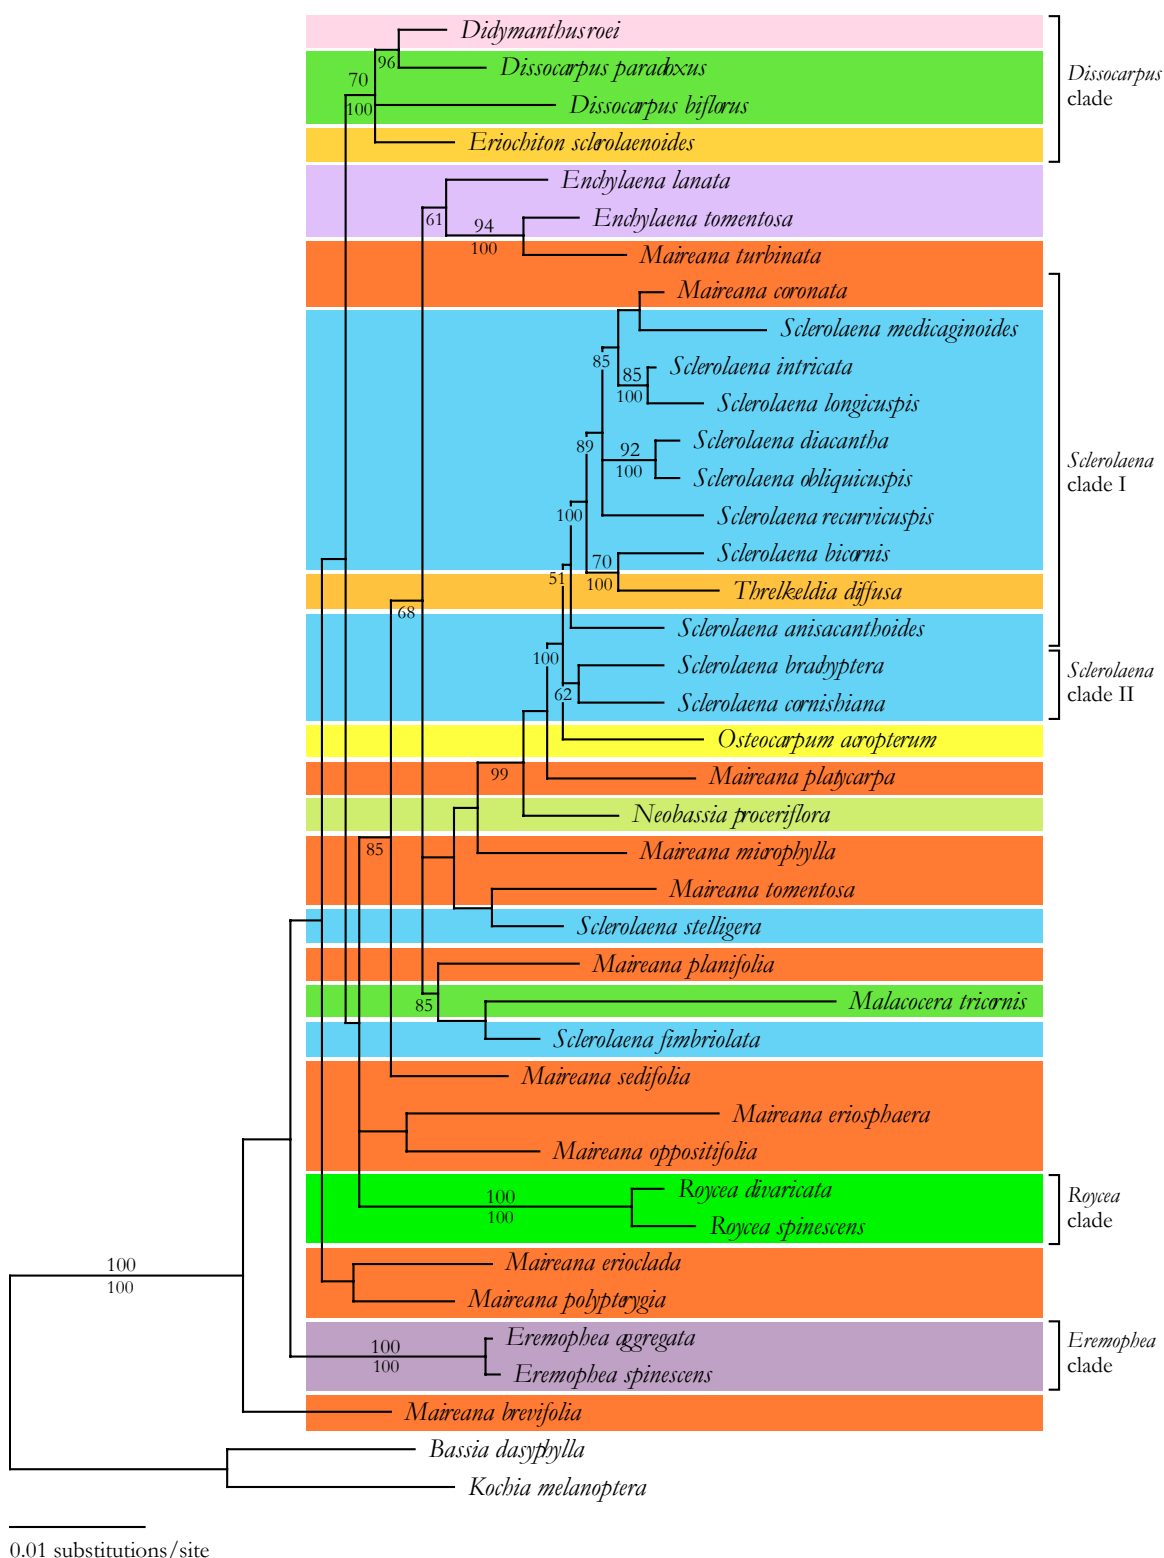 Didymanthus roei
96
70
100
Dissocarpus paradoxus
Dissocarpus biflorus
Eriochiton sclerolaenoides
Dissocarpus
clade
Enchylaena lanata
61
94
100
Enchylaena tomentosa
Maireana turbinata
Maireana coronata
Sclerolaena medicaginoides
85
85
100
Sclerolaena intricata
Sclerolaena longicuspis
89
92
100
Sclerolaena diacantha
Sclerolaena obliquicuspis
Sclerolaena
clade I
100
Sclerolaena recurvicuspis
70
100
Sclerolaena bicornis
51
Threlkeldia diffusa
68
Sclerolaena anisacanthoides
100
Sclerolaena brachyptera
62
Sclerolaena cornishiana
Sclerolaena
clade II
Osteocarpum acropterum
99
Maireana platycarpa
Neobassia proceriflora
85
Maireana microphylla
Maireana tomentosa
Sclerolaena stelligera
Maireana planifolia
85
Malacocera tricornis
Sclerolaena fimbriolata
Maireana sedifolia
Maireana eriosphaera
Maireana oppositifolia
100
100
Roycea divaricata
Roycea spinescens
Roycea
clade
100
100
Maireana erioclada
Maireana polypterygia
100
100
Eremophea aggregata
Eremophea spinescens
Eremophea
clade
Maireana brevifolia
Bassia dasyphylla
Kochia melanoptera
0.01 substitutions/site